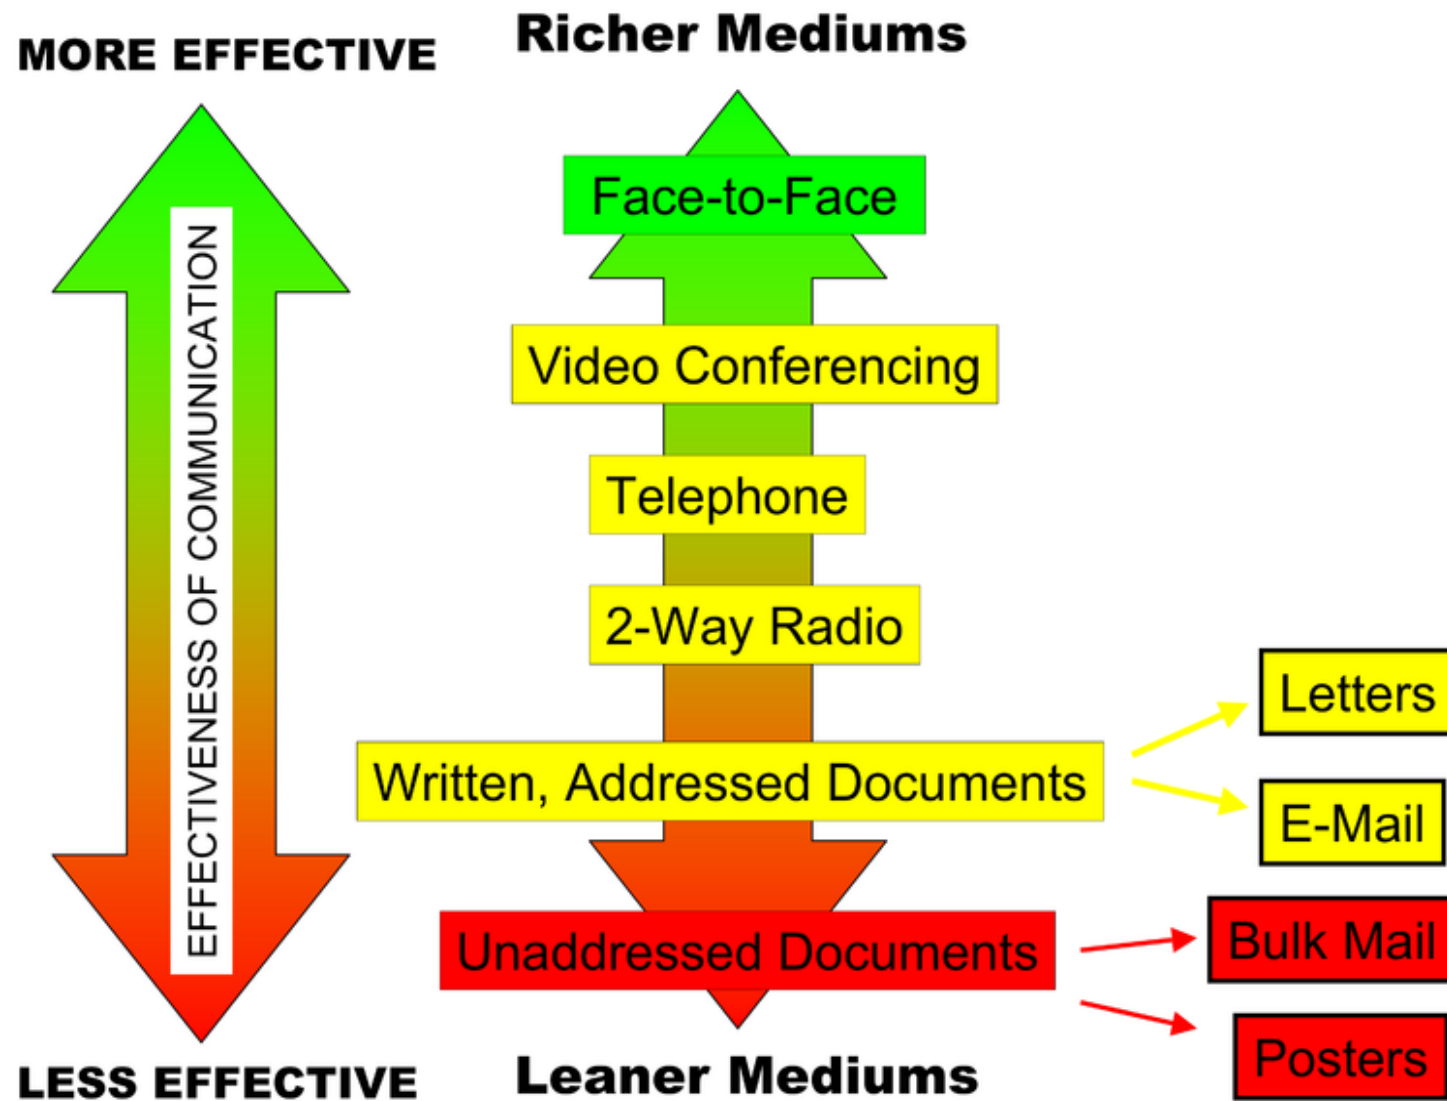 MORE EFFECTIVE
Richer Mediums
EFFECTIVENESS OF COMMUNICATION
Face-to-Face
Video Conferencing
Telephone
2-Way Radio
Written, Addressed Documents
Letters
E-Mail
Unaddressed Documents
Bulk Mail
Posters
LESS EFFECTIVE
Leaner Mediums